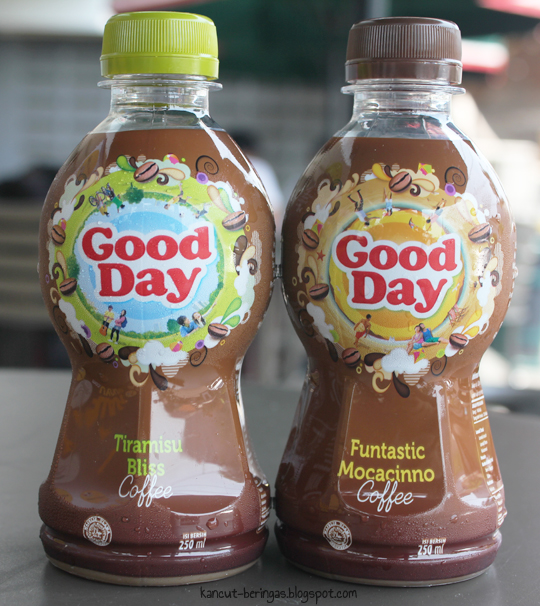 Good
Day
Tiramisu
Bliss
Coffee
ISI BERSIH
250 ml
Good
Day
Funtastic
Mocacinno
Coffee
ISI BERSIH
250 ml
kancut-beringas.blogspot.com